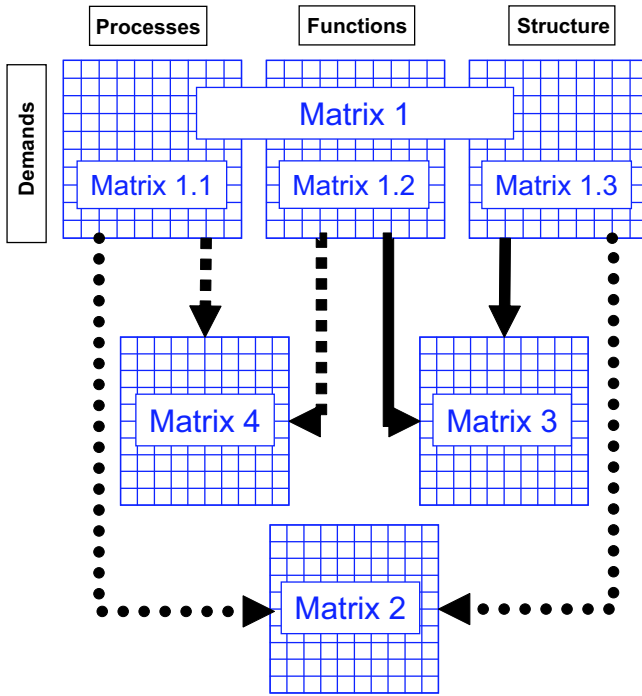 Processes
Functions
Structure
Demands
Matrix 1
Matrix 1.1
Matrix 1.2
Matrix 1.3
Matrix 4
Matrix 3
Matrix 2